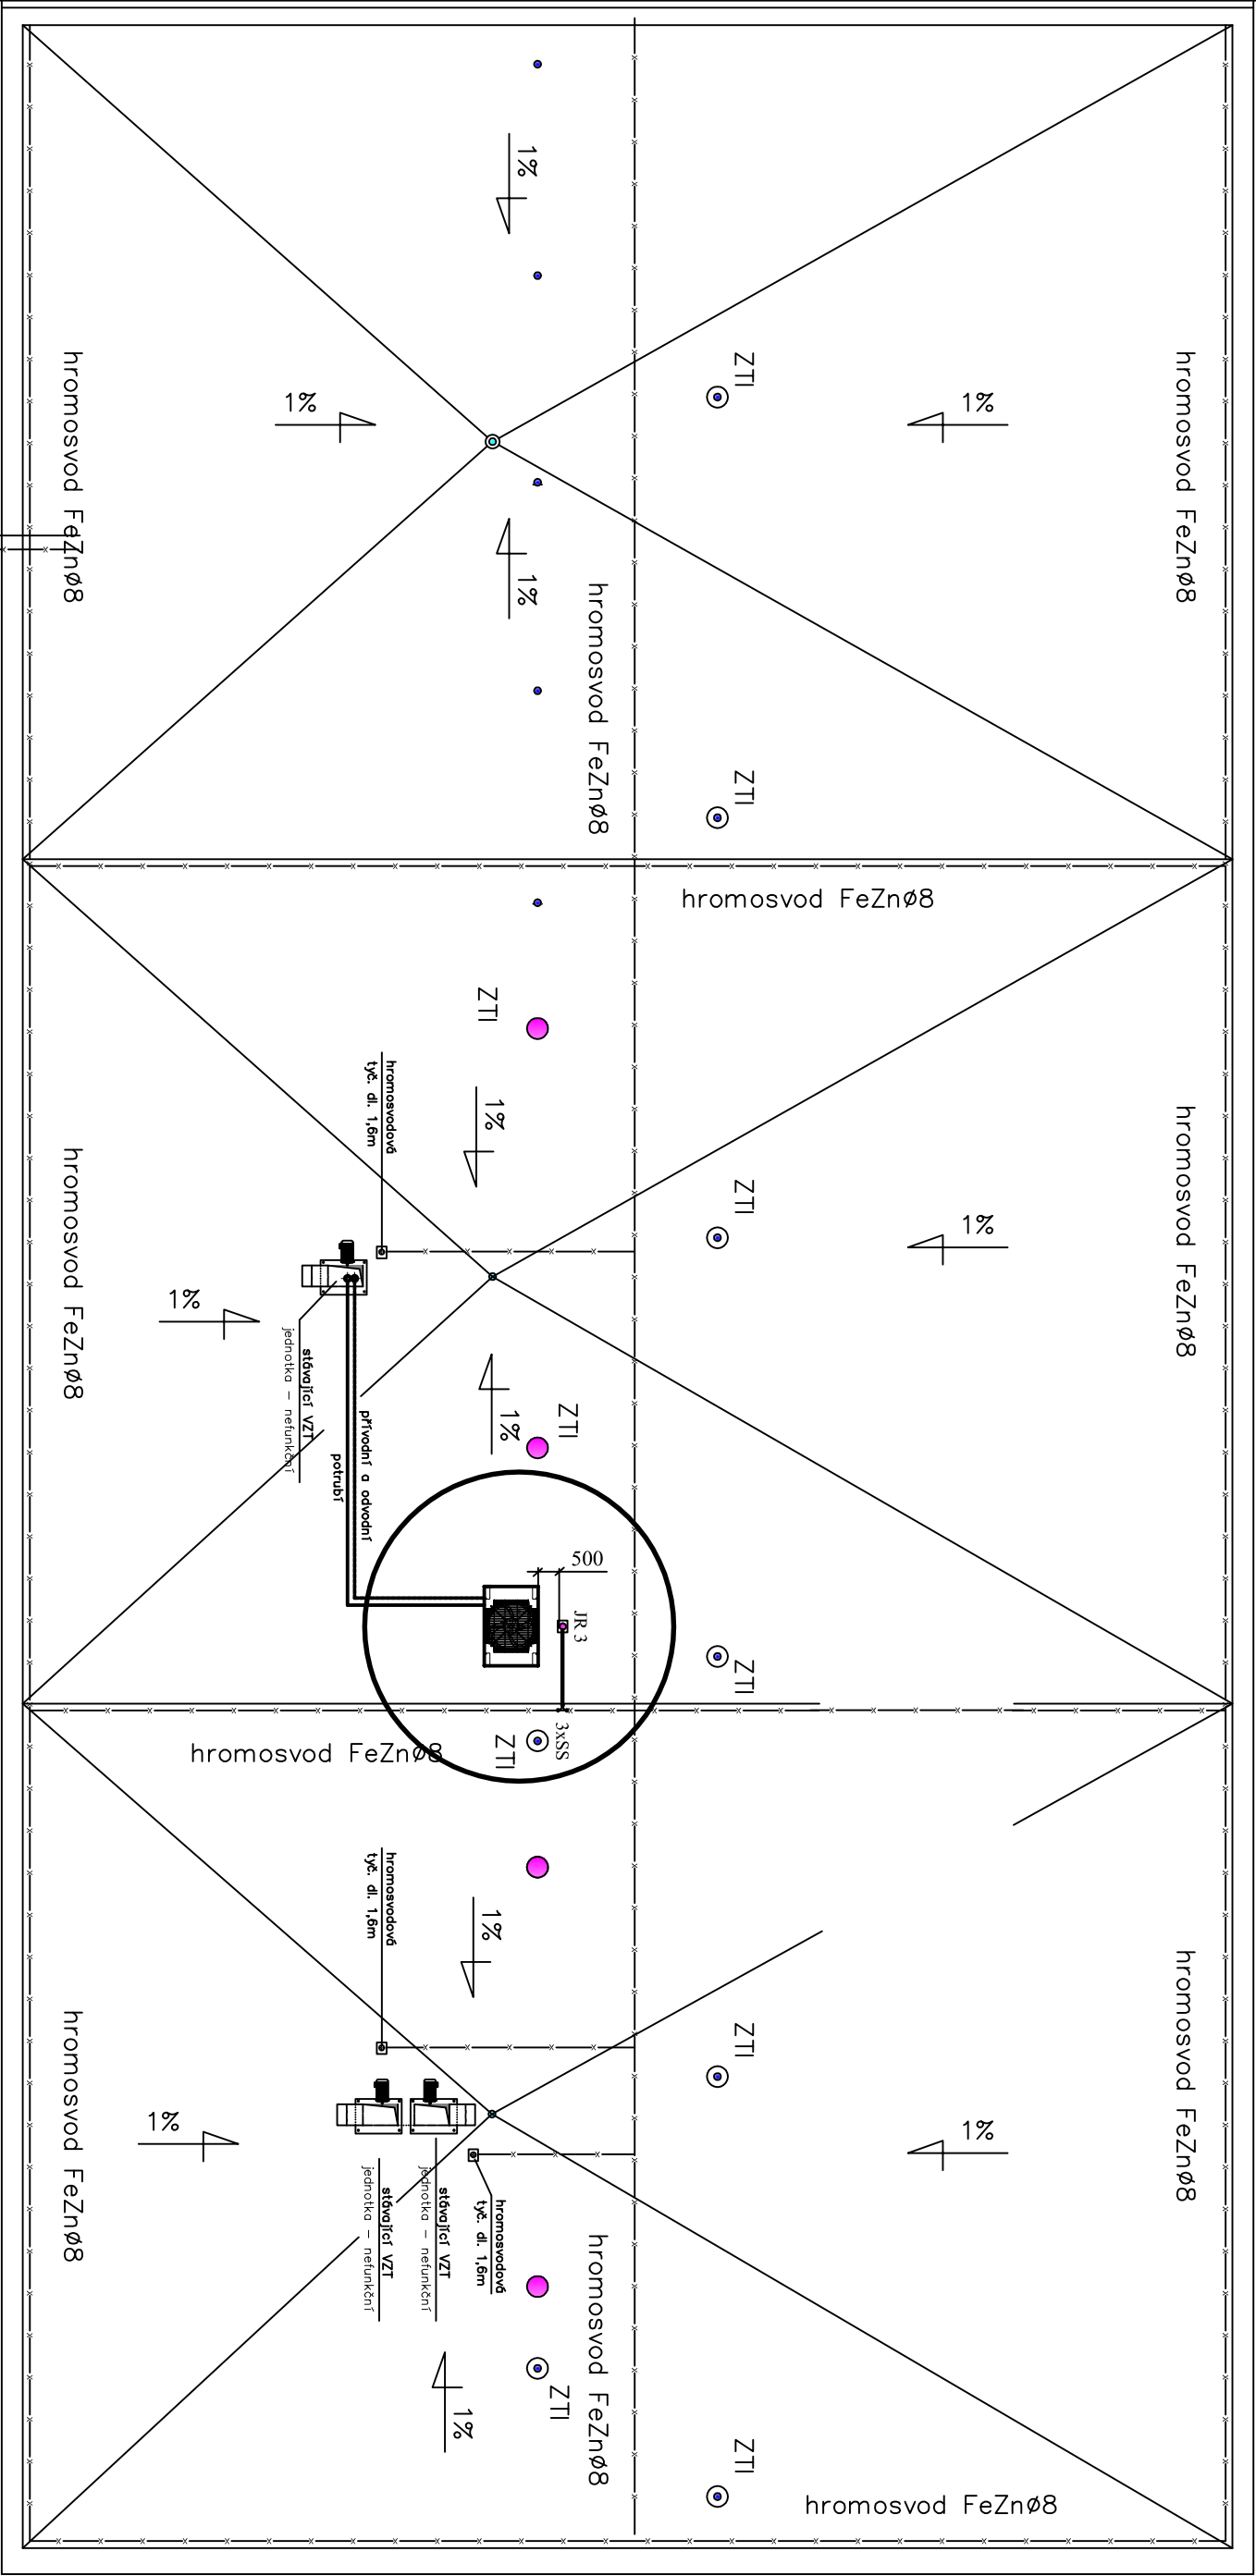 1%
ZTI
hromosvod FeZnø8
hromosvod FeZnø8
1%
1%
1%
hromosvod FeZnø8
ZTI
hromosvod FeZnø8
ZTI
hromosvodová
tyč. dl. 1,6m
1%
hromosvod FeZnø8
hromosvod FeZnø8
ZTI
1%
1%
stávající VZT
jednotka – nefunkční
přívodní a odvodní
potrubí
ZTI
1%
500
JR 3
ZTI
3xSS
ZTI
hromosvod FeZnø8
hromosvodová
tyč. dl. 1,6m
1%
hromosvod FeZnø8
hromosvod FeZnø8
ZTI
1%
1%
stávající VZT
jednotka – nefunkční
stávající VZT
jednotka – nefunkční
hromosvodová
tyč. dl. 1,6m
hromosvod FeZnø8
ZTI
1%
ZTI
hromosvod FeZnø8